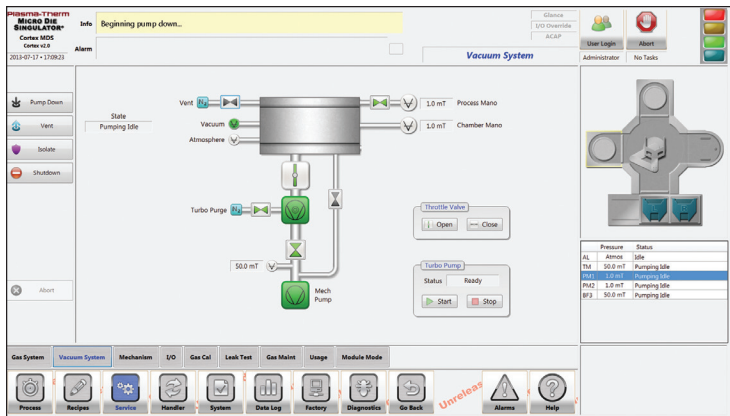 Plasma-Therm
MICRO DIE
SINGULATOR®
Cortex MDS
Cortex v2.0
2013-07-17 • 17:09:23
Info Beginning pump down...
Alarm
Glance
I/O Override
ACAP
Vacuum System
User Login
Abort
Administrator
No Tasks
Pump Down
Vent
Isolate
Shutdown
Abort
State
Pumping Idle
Vent N₂
1.0 mT Process Mano
Vacuum
1.0 mT Chamber Mano
Atmosphere
Turbo Purge N₂
50.0 mT
Mech
Pump
Throttle Valve
Open Close
Turbo Pump
Status Ready
Start Stop
Pressure Status
AL Atmos Idle
TM 50.0 mT Pumping Idle
PM1 1.0 mT Pumping Idle
PM2 1.0 mT Pumping Idle
BF3 50.0 mT Pumping Idle
Gas System Vacuum System Mechanism I/O Gas Cal Leak Test Gas Maint Usage Module Mode
Process Recipes Service Handler System Data Log Factory Diagnostics Go Back Alarms Help